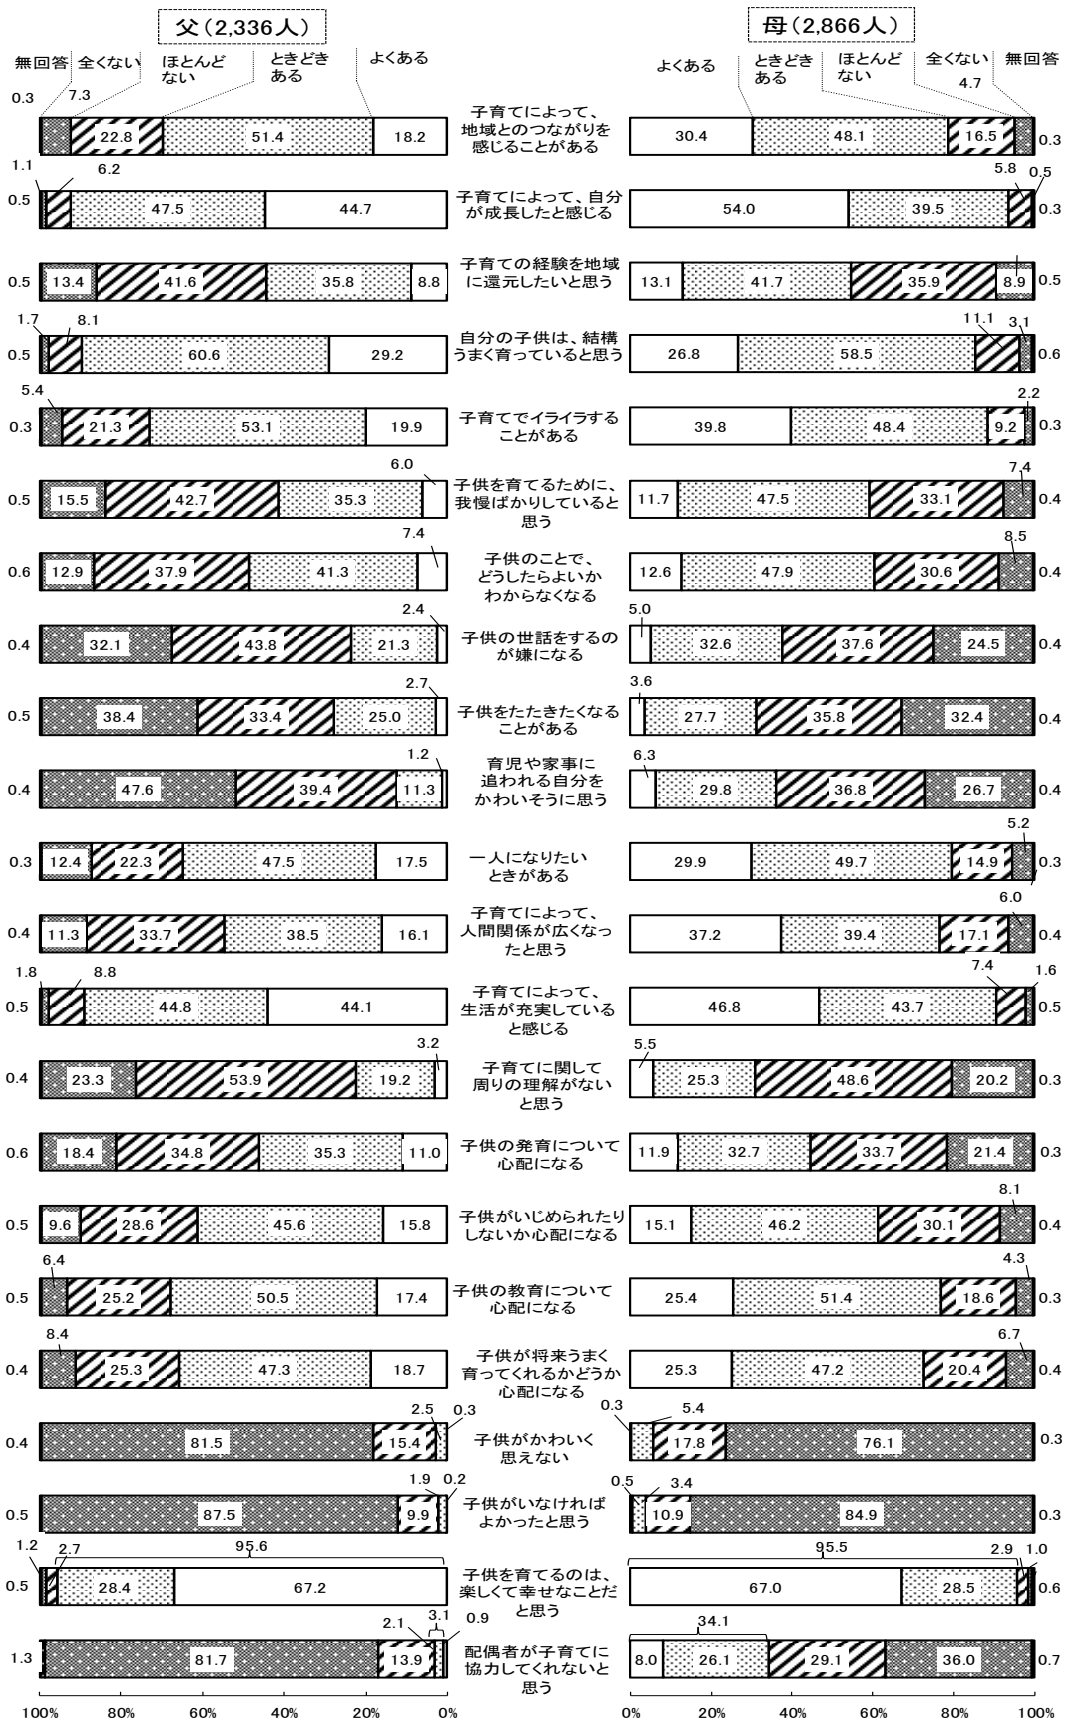 父(2,336人)
母(2,866人)
無回答 全くない ほとんど
ない ときどき
ある よくある
よくある ときどき
ある ほとんど
ない 全くない 無回答
0.3 7.3 22.8 51.4 18.2
子育てによって、
地域とのつながりを
感じることがある
30.4 48.1 16.5 4.7 0.3
0.5 1.1 6.2 47.5 44.7
子育てによって、自分
が成長したと感じる
54.0 39.5 5.8 0.5 0.3
0.5 13.4 41.6 35.8 8.8
子育ての経験を地域
に還元したいと思う
13.1 41.7 35.9 8.9 0.5
0.5 1.7 8.1 60.6 29.2
自分の子供は、結構
うまく育っていると思う
26.8 58.5 11.1 3.1 0.6
0.3 5.4 21.3 53.1 19.9
子育てでイライラする
ことがある
39.8 48.4 9.2 2.2 0.3
0.5 15.5 42.7 35.3 6.0
子供を育てるために、
我慢ばかりしていると
思う
11.7 47.5 33.1 7.4 0.4
0.6 12.9 37.9 41.3 7.4
子供のことで、
どうしたらよいか
わからなくなる
12.6 47.9 30.6 8.5 0.4
0.4 32.1 43.8 21.3 2.4
子供の世話をするの
が嫌になる
5.0 32.6 37.6 24.5 0.4
0.5 38.4 33.4 25.0 2.7
子供をたたきたくなる
ことがある
3.6 27.7 35.8 32.4 0.4
0.4 47.6 39.4 11.3 1.2
育児や家事に
追われる自分を
かわいそうに思う
6.3 29.8 36.8 26.7 0.4
0.3 12.4 22.3 47.5 17.5
一人になりたい
ときがある
29.9 49.7 14.9 5.2 0.3
0.4 11.3 33.7 38.5 16.1
子育てによって、
人間関係が広くなっ
たと思う
37.2 39.4 17.1 6.0 0.4
0.5 1.8 8.8 44.8 44.1
子育てによって、
生活が充実している
と感じる
46.8 43.7 7.4 1.6 0.5
0.4 23.3 53.9 19.2 3.2
子育てに関して
周りの理解がない
と思う
5.5 25.3 48.6 20.2 0.3
0.6 18.4 34.8 35.3 11.0
子供の発育について
心配になる
11.9 32.7 33.7 21.4 0.3
0.5 9.6 28.6 45.6 15.8
子供がいじめられたり
しないか心配になる
15.1 46.2 30.1 8.1 0.4
0.5 6.4 25.2 50.5 17.4
子供の教育について
心配になる
25.4 51.4 18.6 4.3 0.3
0.4 8.4 25.3 47.3 18.7
子供が将来うまく
育ってくれるかどうか
心配になる
25.3 47.2 20.4 6.7 0.4
0.4 81.5 15.4 2.5 0.3
子供がかわいく
思えない
0.3 5.4 17.8 76.1 0.3
0.5 87.5 9.9 1.9 0.2
子供がいなければ
よかったと思う
0.5 3.4 10.9 84.9 0.3
0.5 1.2 2.7 95.6 28.4 67.2
子供を育てるのは、
楽しくて幸せなことだ
と思う
95.5 67.0 28.5 2.9 1.0 0.6
1.3 81.7 13.9 2.1 3.1 0.9
配偶者が子育てに
協力してくれないと
思う
34.1 8.0 26.1 29.1 36.0 0.7
100% 80% 60% 40% 20% 0%
0% 20% 40% 60% 80% 100%